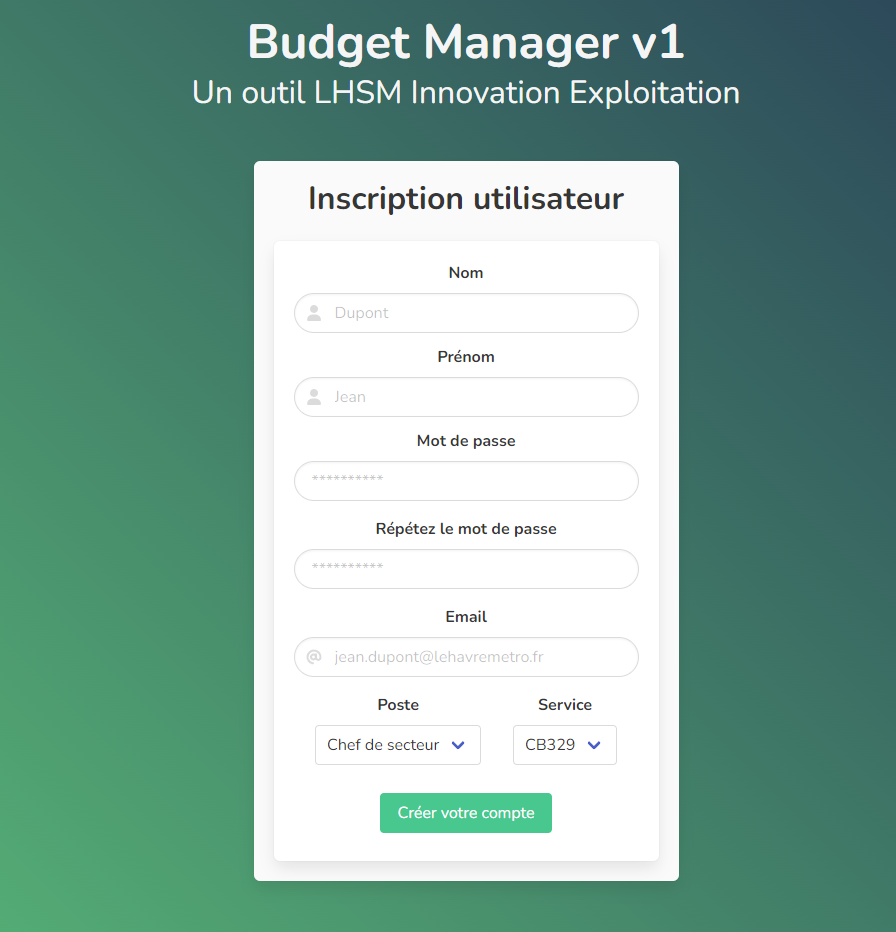 Budget Manager v1
Un outil LHSM Innovation Exploitation
Inscription utilisateur
Nom
Dupont
Prénom
Jean
Mot de passe
**********
Répétez le mot de passe
**********
Email
jean.dupont@lehavremetro.fr
Poste Service
Chef de secteur CB329
Créer votre compte